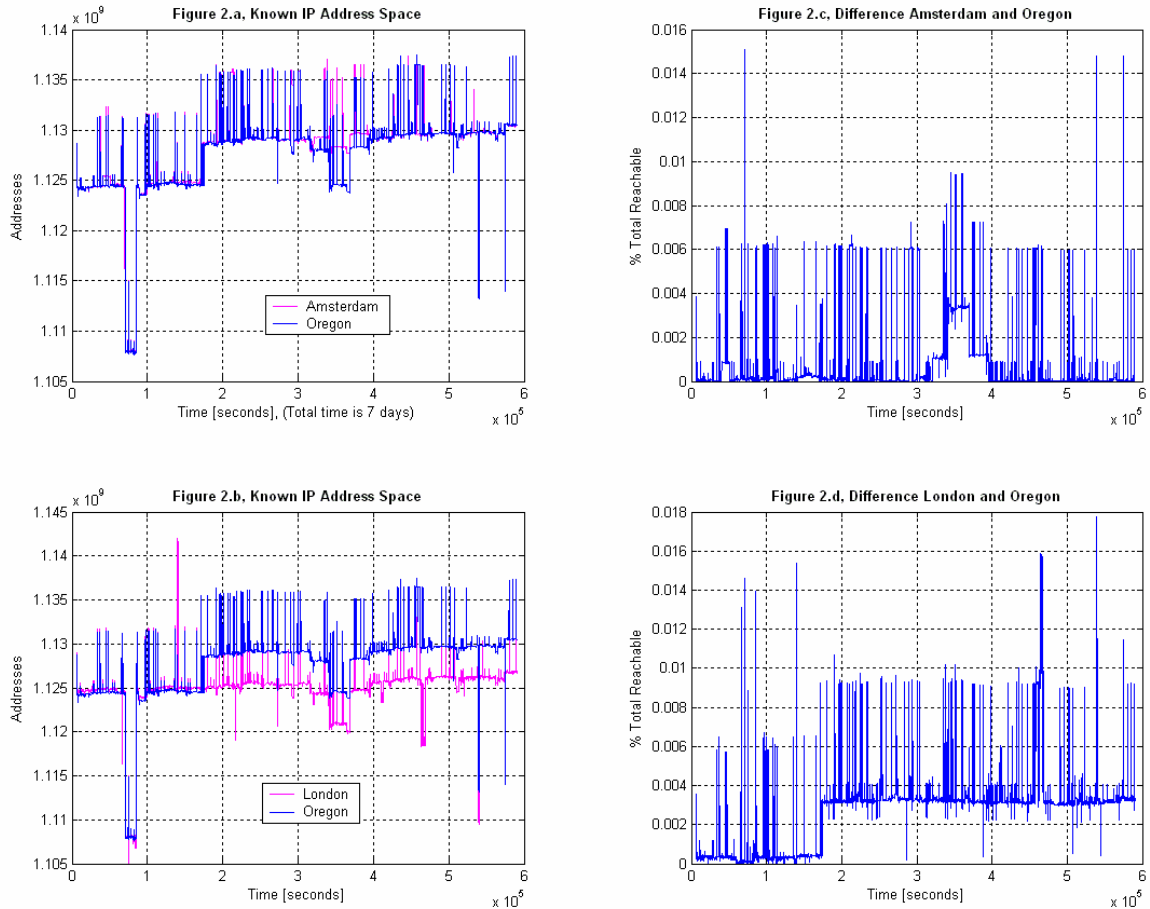 Figure 2.a, Known IP Address Space
x 10^9
1.14
1.135
1.13
1.125
1.12
1.115
1.11
1.105
Addresses
Amsterdam
Oregon
0 1 2 3 4 5 6
Time [seconds], (Total time is 7 days)
x 10^5
Figure 2.c, Difference Amsterdam and Oregon
0.016
0.014
0.012
0.01
0.008
0.006
0.004
0.002
0
% Total Reachable
0 1 2 3 4 5 6
Time [seconds]
x 10^5
Figure 2.b, Known IP Address Space
x 10^9
1.145
1.14
1.135
1.13
1.125
1.12
1.115
1.11
1.105
Addresses
London
Oregon
0 1 2 3 4 5 6
Time [seconds]
x 10^5
Figure 2.d, Difference London and Oregon
0.018
0.016
0.014
0.012
0.01
0.008
0.006
0.004
0.002
0
% Total Reachable
0 1 2 3 4 5 6
Time [seconds]
x 10^5